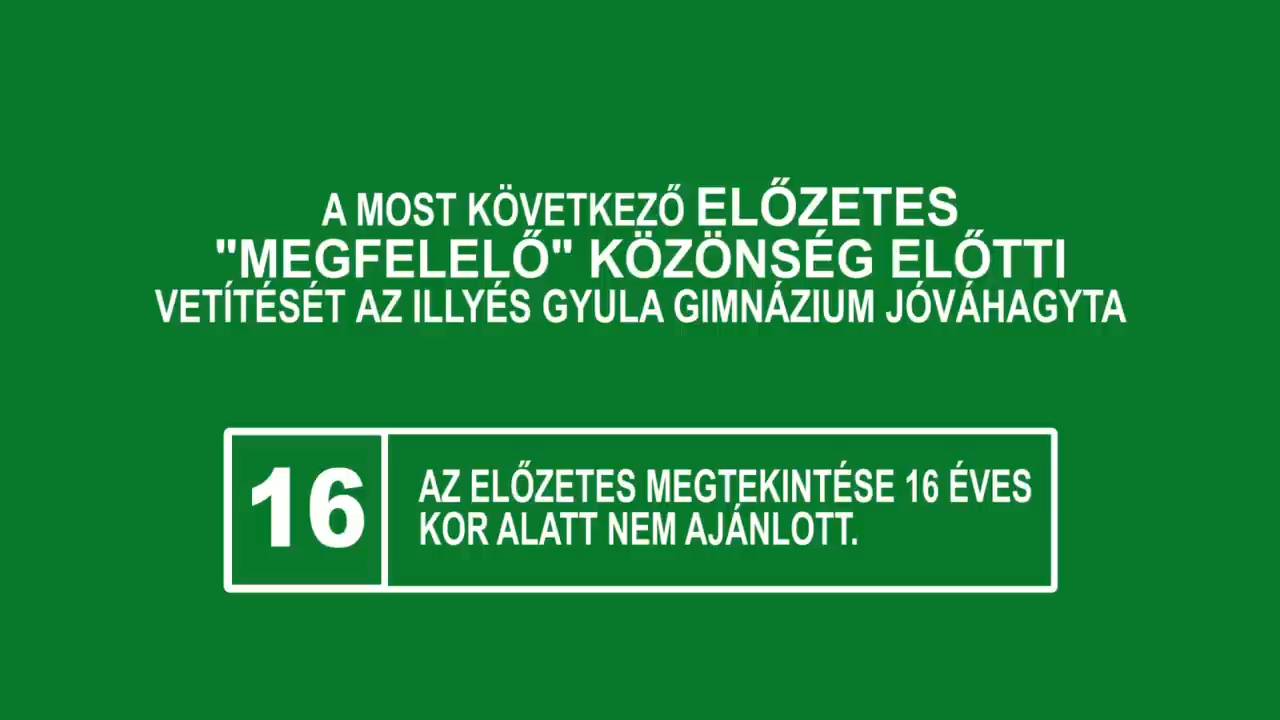 A MOST KÖVETKEZŐ ELŐZETES
"MEGFELELŐ" KÖZÖNSÉG ELŐTTI
VETÍTÉSÉT AZ ILLYÉS GYULA GIMNÁZIUM JÓVÁHAGYTA
16
AZ ELŐZETES MEGTEKINTÉSE 16 ÉVES
KOR ALATT NEM AJÁNLOTT.